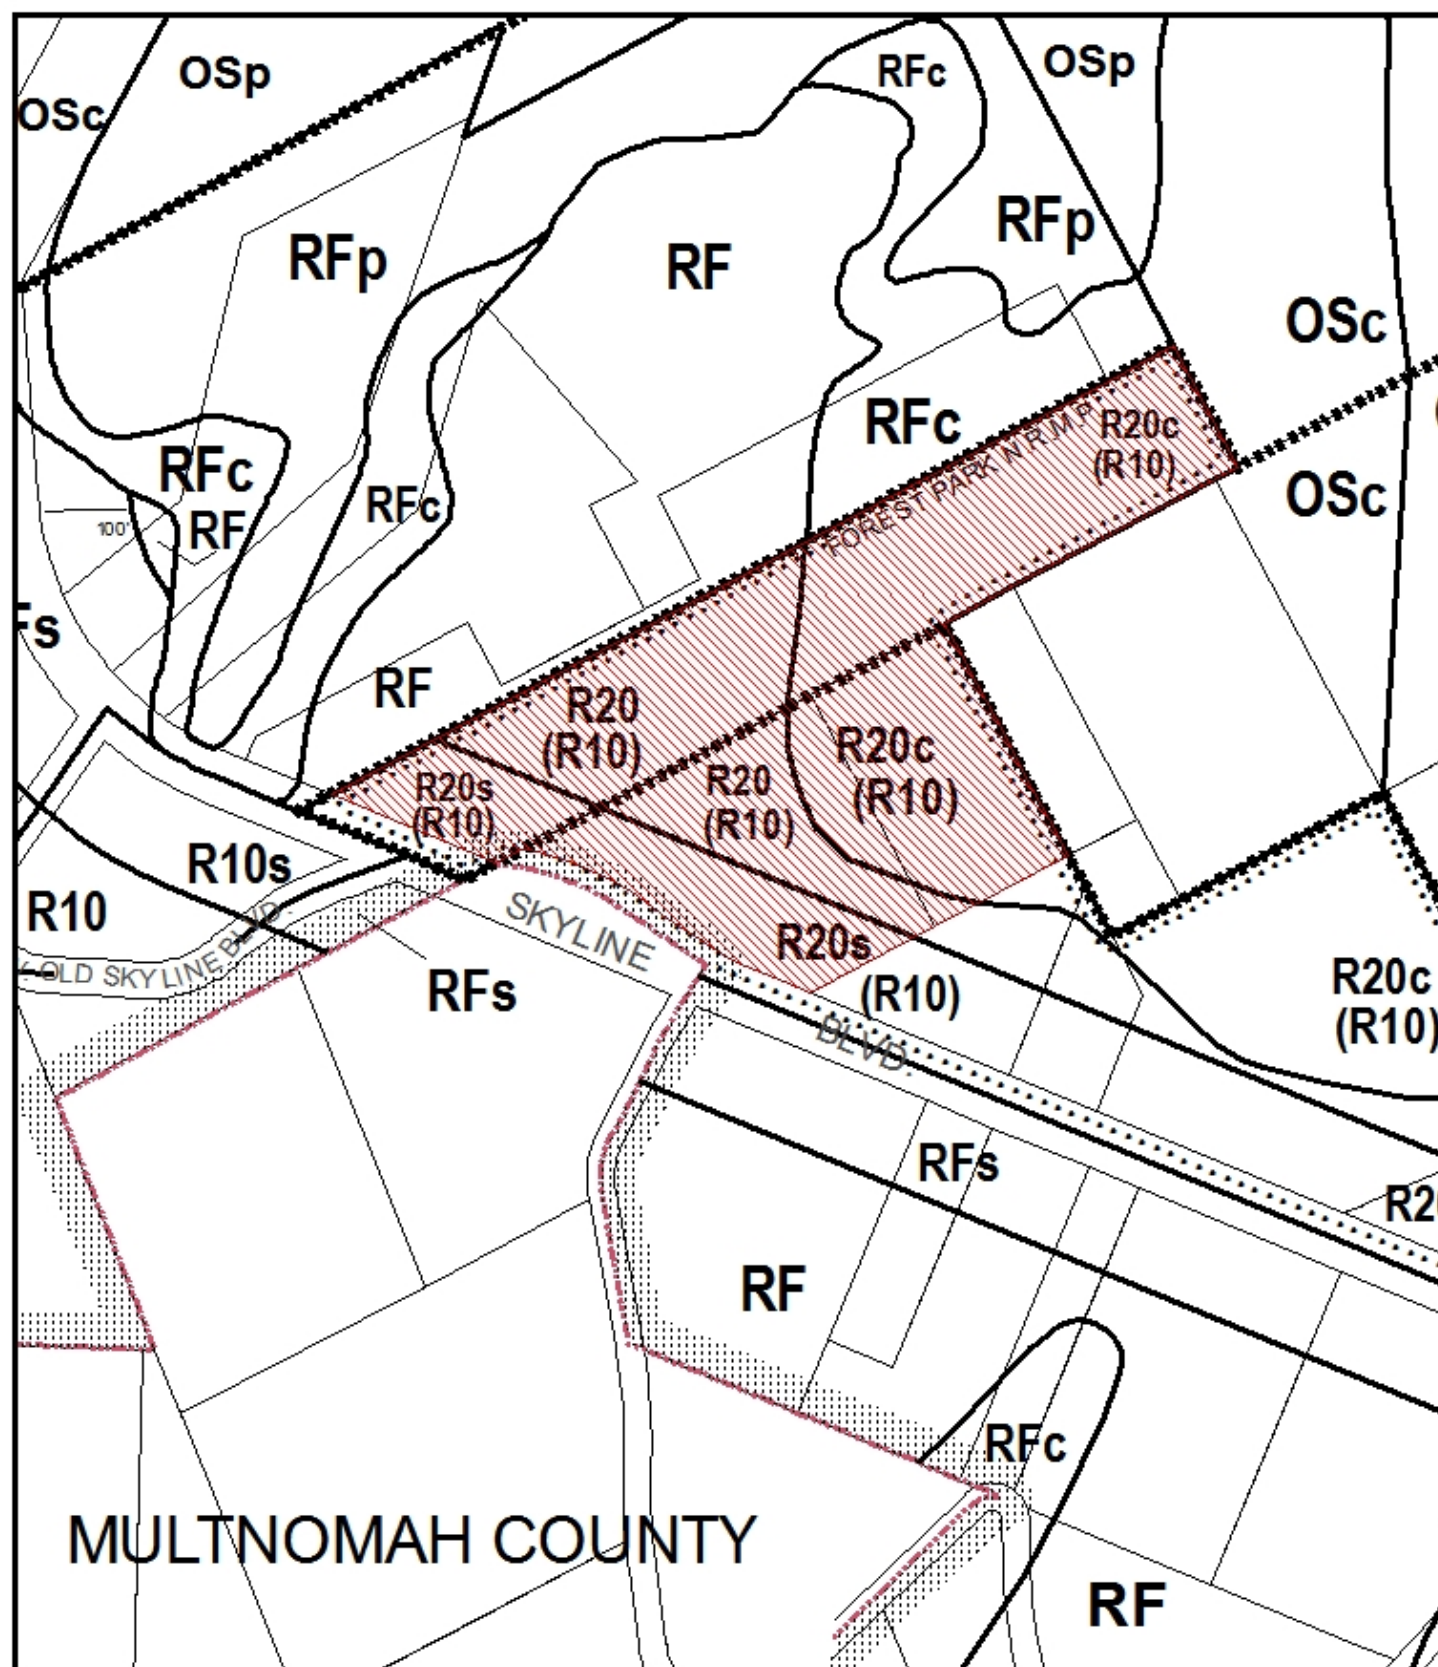 OSp
RFc
OSp
OSc
RFp
RFp
RF
OSc
RFc
R20c
(R10)
FOREST PARK N R M P
RFc
RFc
OSc
RF
100'
Fs
RF
R20
(R10)
R20c
(R10)
R20s
(R10)
R20
(R10)
R10s
R10
SKYLINE
BLVD.
OLD SKYLINE BLVD.
R20s
(R10)
RFs
R20c
(R10)
RFs
R20
RF
RFc
MULTNOMAH COUNTY
RF